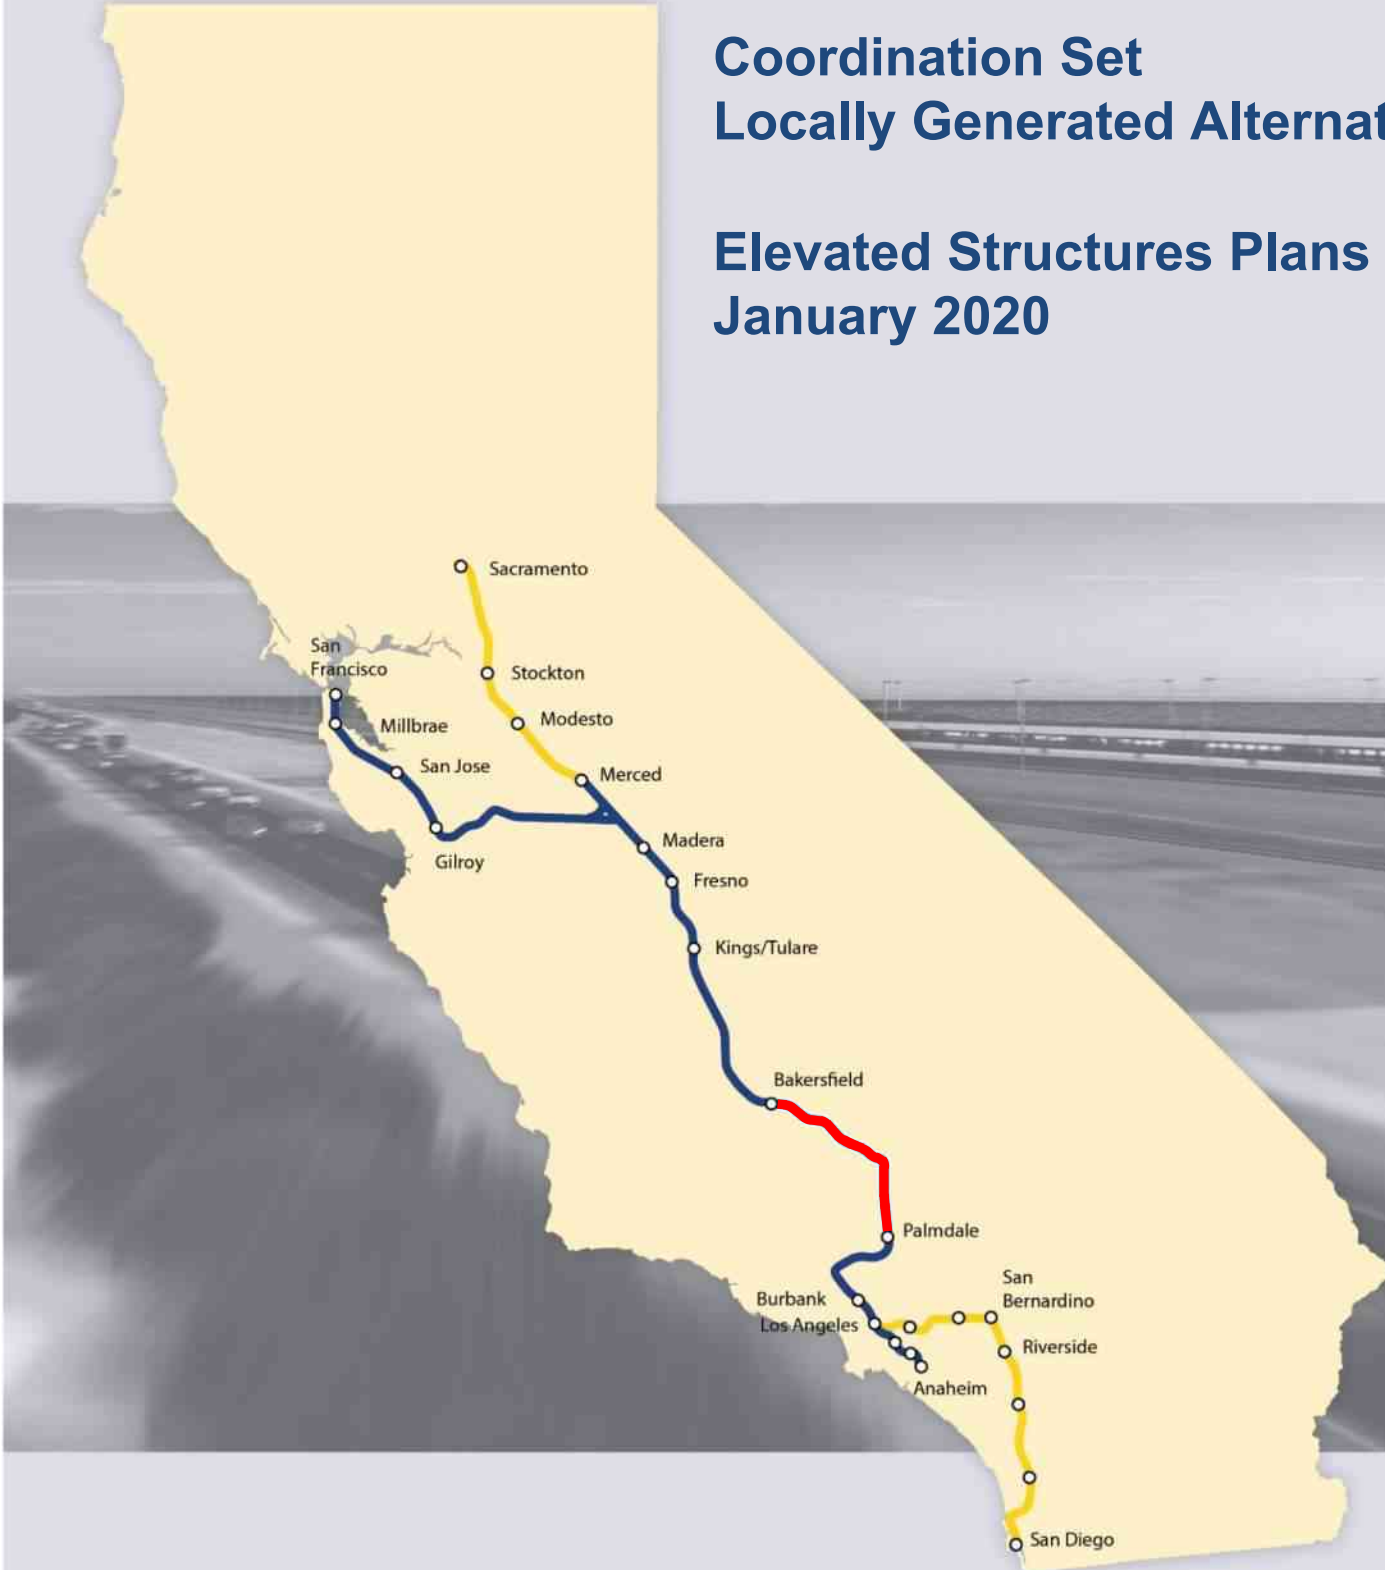 Coordination Set
Locally Generated
Elevated Structures Plans
January 2020
Sacramento
San
Francisco
Stockton
Millbrae
Modesto
San Jose
Merced
Madera
Gilroy
Fresno
Kings/Tulare
Bakersfield
Palmdale
San
Bernardino
Burbank
Los Angeles
Riverside
Anaheim
San Diego